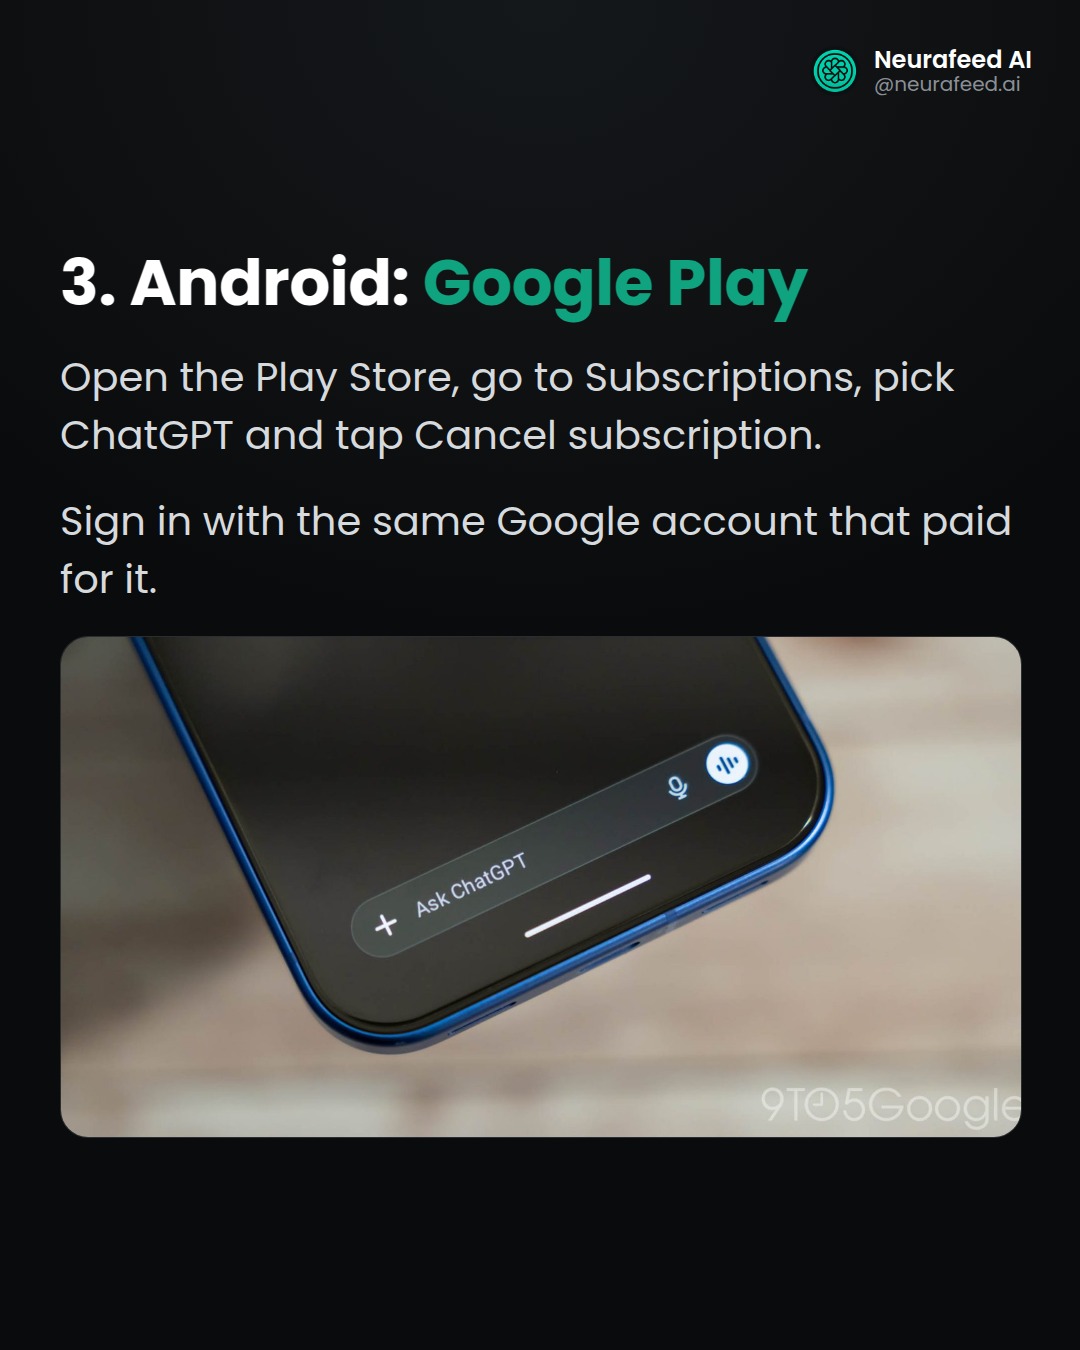 Neurafeed AI
@neurafeed.ai
3. Android: Google Play
Open the Play Store, go to Subscriptions, pick
ChatGPT and tap Cancel subscription.
Sign in with the same Google account that paid
for it.
Ask ChatGPT
9TO5Google